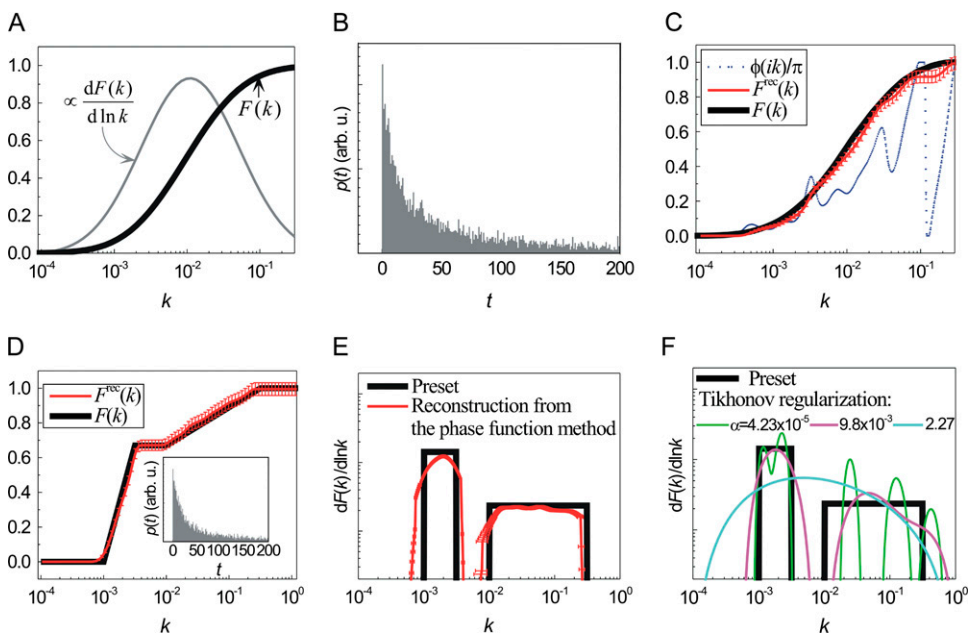 A
1.0
0.8
0.6
0.4
0.2
0.0
∝ dF(k)
d ln k
F(k)
10⁻⁴ 10⁻³ 10⁻² 10⁻¹
k
B
p(t) (arb. u.)
0 50 100 150 200
t
C
1.0
0.8
0.6
0.4
0.2
0.0
ϕ(ik)/π
Fʳᵉᶜ(k)
F(k)
10⁻⁴ 10⁻³ 10⁻² 10⁻¹
k
D
1.0
0.8
0.6
0.4
0.2
0.0
Fʳᵉᶜ(k)
F(k)
p(t) (arb. u.)
0 50 100 150 200
t
10⁻⁴ 10⁻³ 10⁻² 10⁻¹ 10⁰
k
E
Preset
Reconstruction from
the phase function method
dF(k)/dlnk
10⁻⁴ 10⁻³ 10⁻² 10⁻¹ 10⁰
k
F
Preset
Tikhonov regularization:
α=4.23x10⁻⁵ 9.8x10⁻³ 2.27
dF(k)/dlnk
10⁻⁴ 10⁻³ 10⁻² 10⁻¹ 10⁰
k